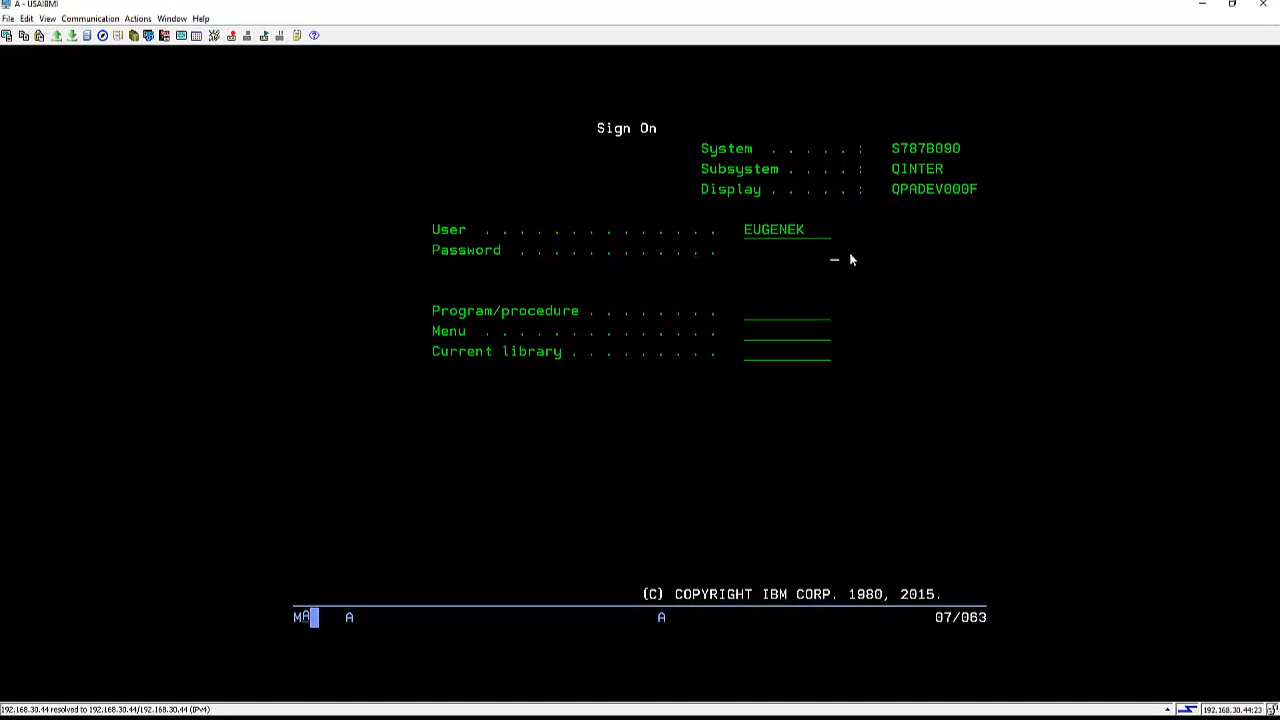 A - USAIBMI
File Edit View Communication Actions Window Help
Sign On
System . . . . . : S787B090
Subsystem . . . . : QINTER
Display . . . . . : QPADEV000F
User . . . . . . . . . . . . . . EUGENEK
Password . . . . . . . . . . . .
Program/procedure . . . . . . . .
Menu . . . . . . . . . . . . . .
Current library . . . . . . . . .
(C) COPYRIGHT IBM CORP. 1980, 2015.
MA A A 07/063
192.168.30.44 resolved to 192.168.30.44/192.168.30.44 (IPv4) 192.168.30.44:23